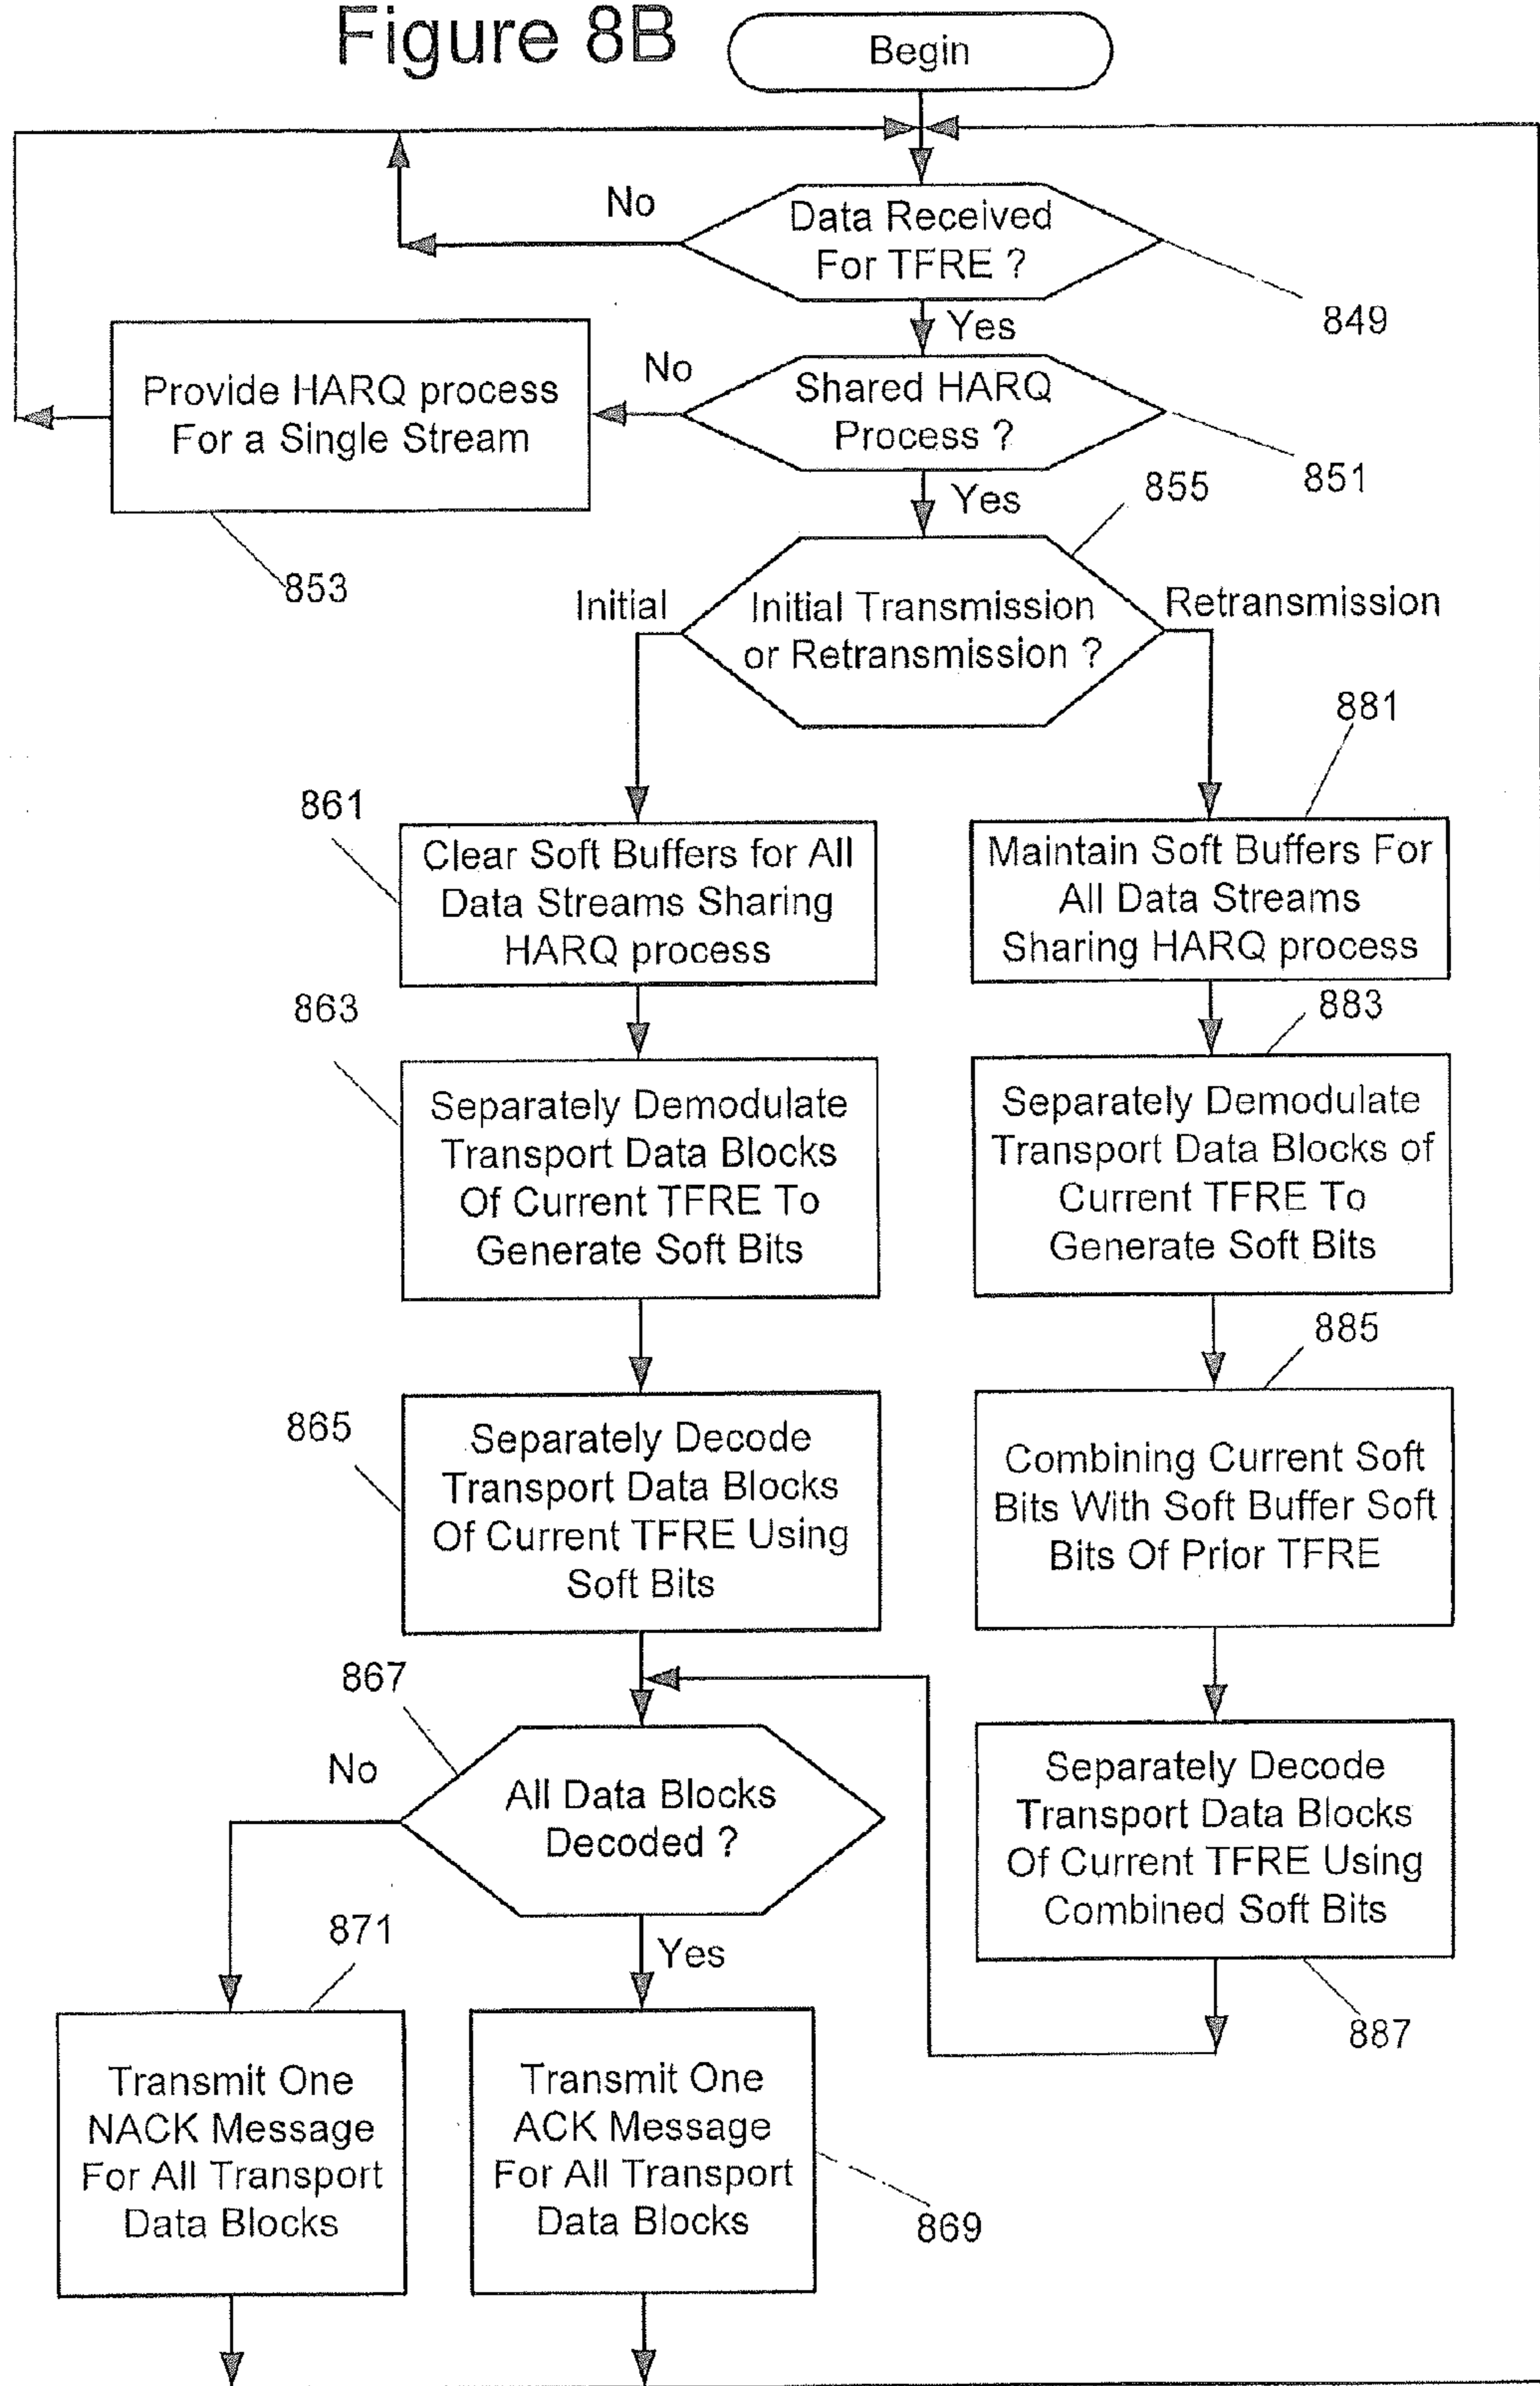 Figure 8B
Begin
No
Data Received
For TFRE ?
849
Yes
Provide HARQ process
For a Single Stream
No
Shared HARQ
Process ?
851
Yes
855
853
Initial
Initial Transmission
or Retransmission ?
Retransmission
881
861
Clear Soft Buffers for All
Data Streams Sharing
HARQ process
Maintain Soft Buffers For
All Data Streams
Sharing HARQ process
863
883
Separately Demodulate
Transport Data Blocks
Of Current TFRE To
Generate Soft Bits
Separately Demodulate
Transport Data Blocks of
Current TFRE To
Generate Soft Bits
885
865
Separately Decode
Transport Data Blocks
Of Current TFRE Using
Soft Bits
Combining Current Soft
Bits With Soft Buffer Soft
Bits Of Prior TFRE
867
No
All Data Blocks
Decoded ?
Separately Decode
Transport Data Blocks
Of Current TFRE Using
Combined Soft Bits
871
Yes
887
Transmit One
NACK Message
For All Transport
Data Blocks
Transmit One
ACK Message
For All Transport
Data Blocks
869